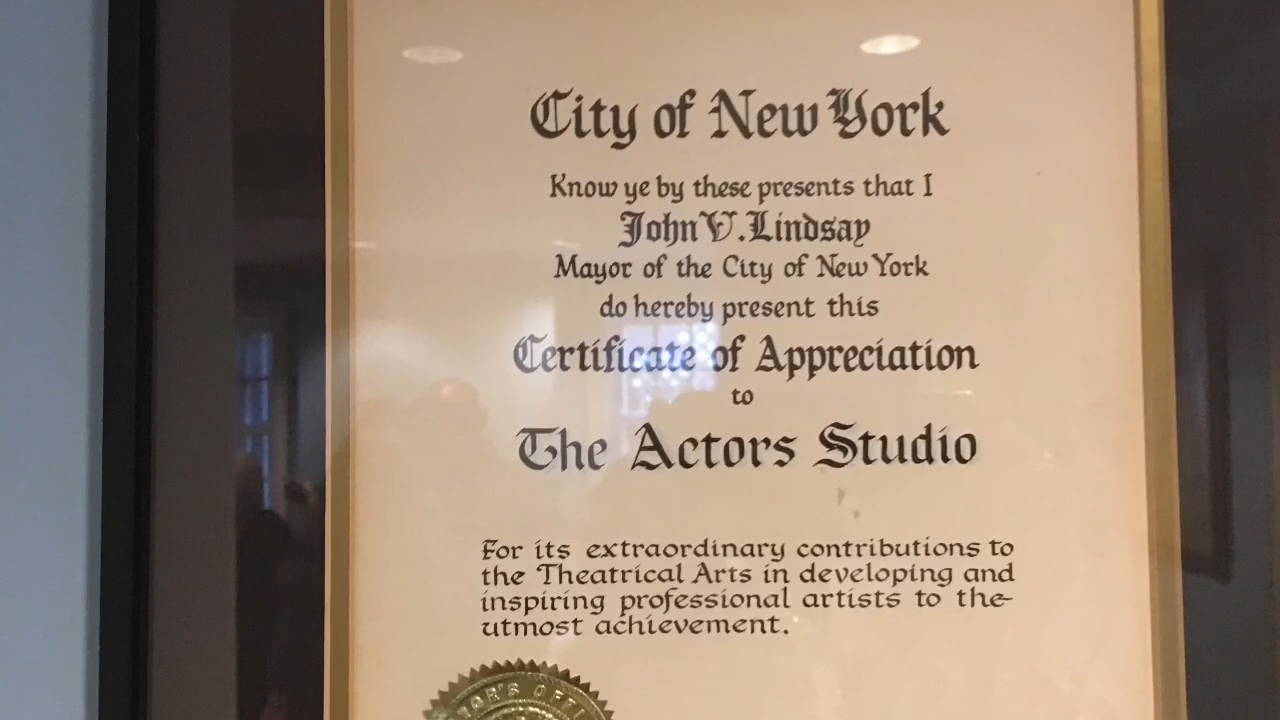 City of New York
Know ye by these presents that I
John V. Lindsay
Mayor of the City of New York
do hereby present this
Certificate of Appreciation
to
The Actors Studio
For its extraordinary contributions to
the Theatrical Arts in developing and
inspiring professional artists to the
utmost achievement.